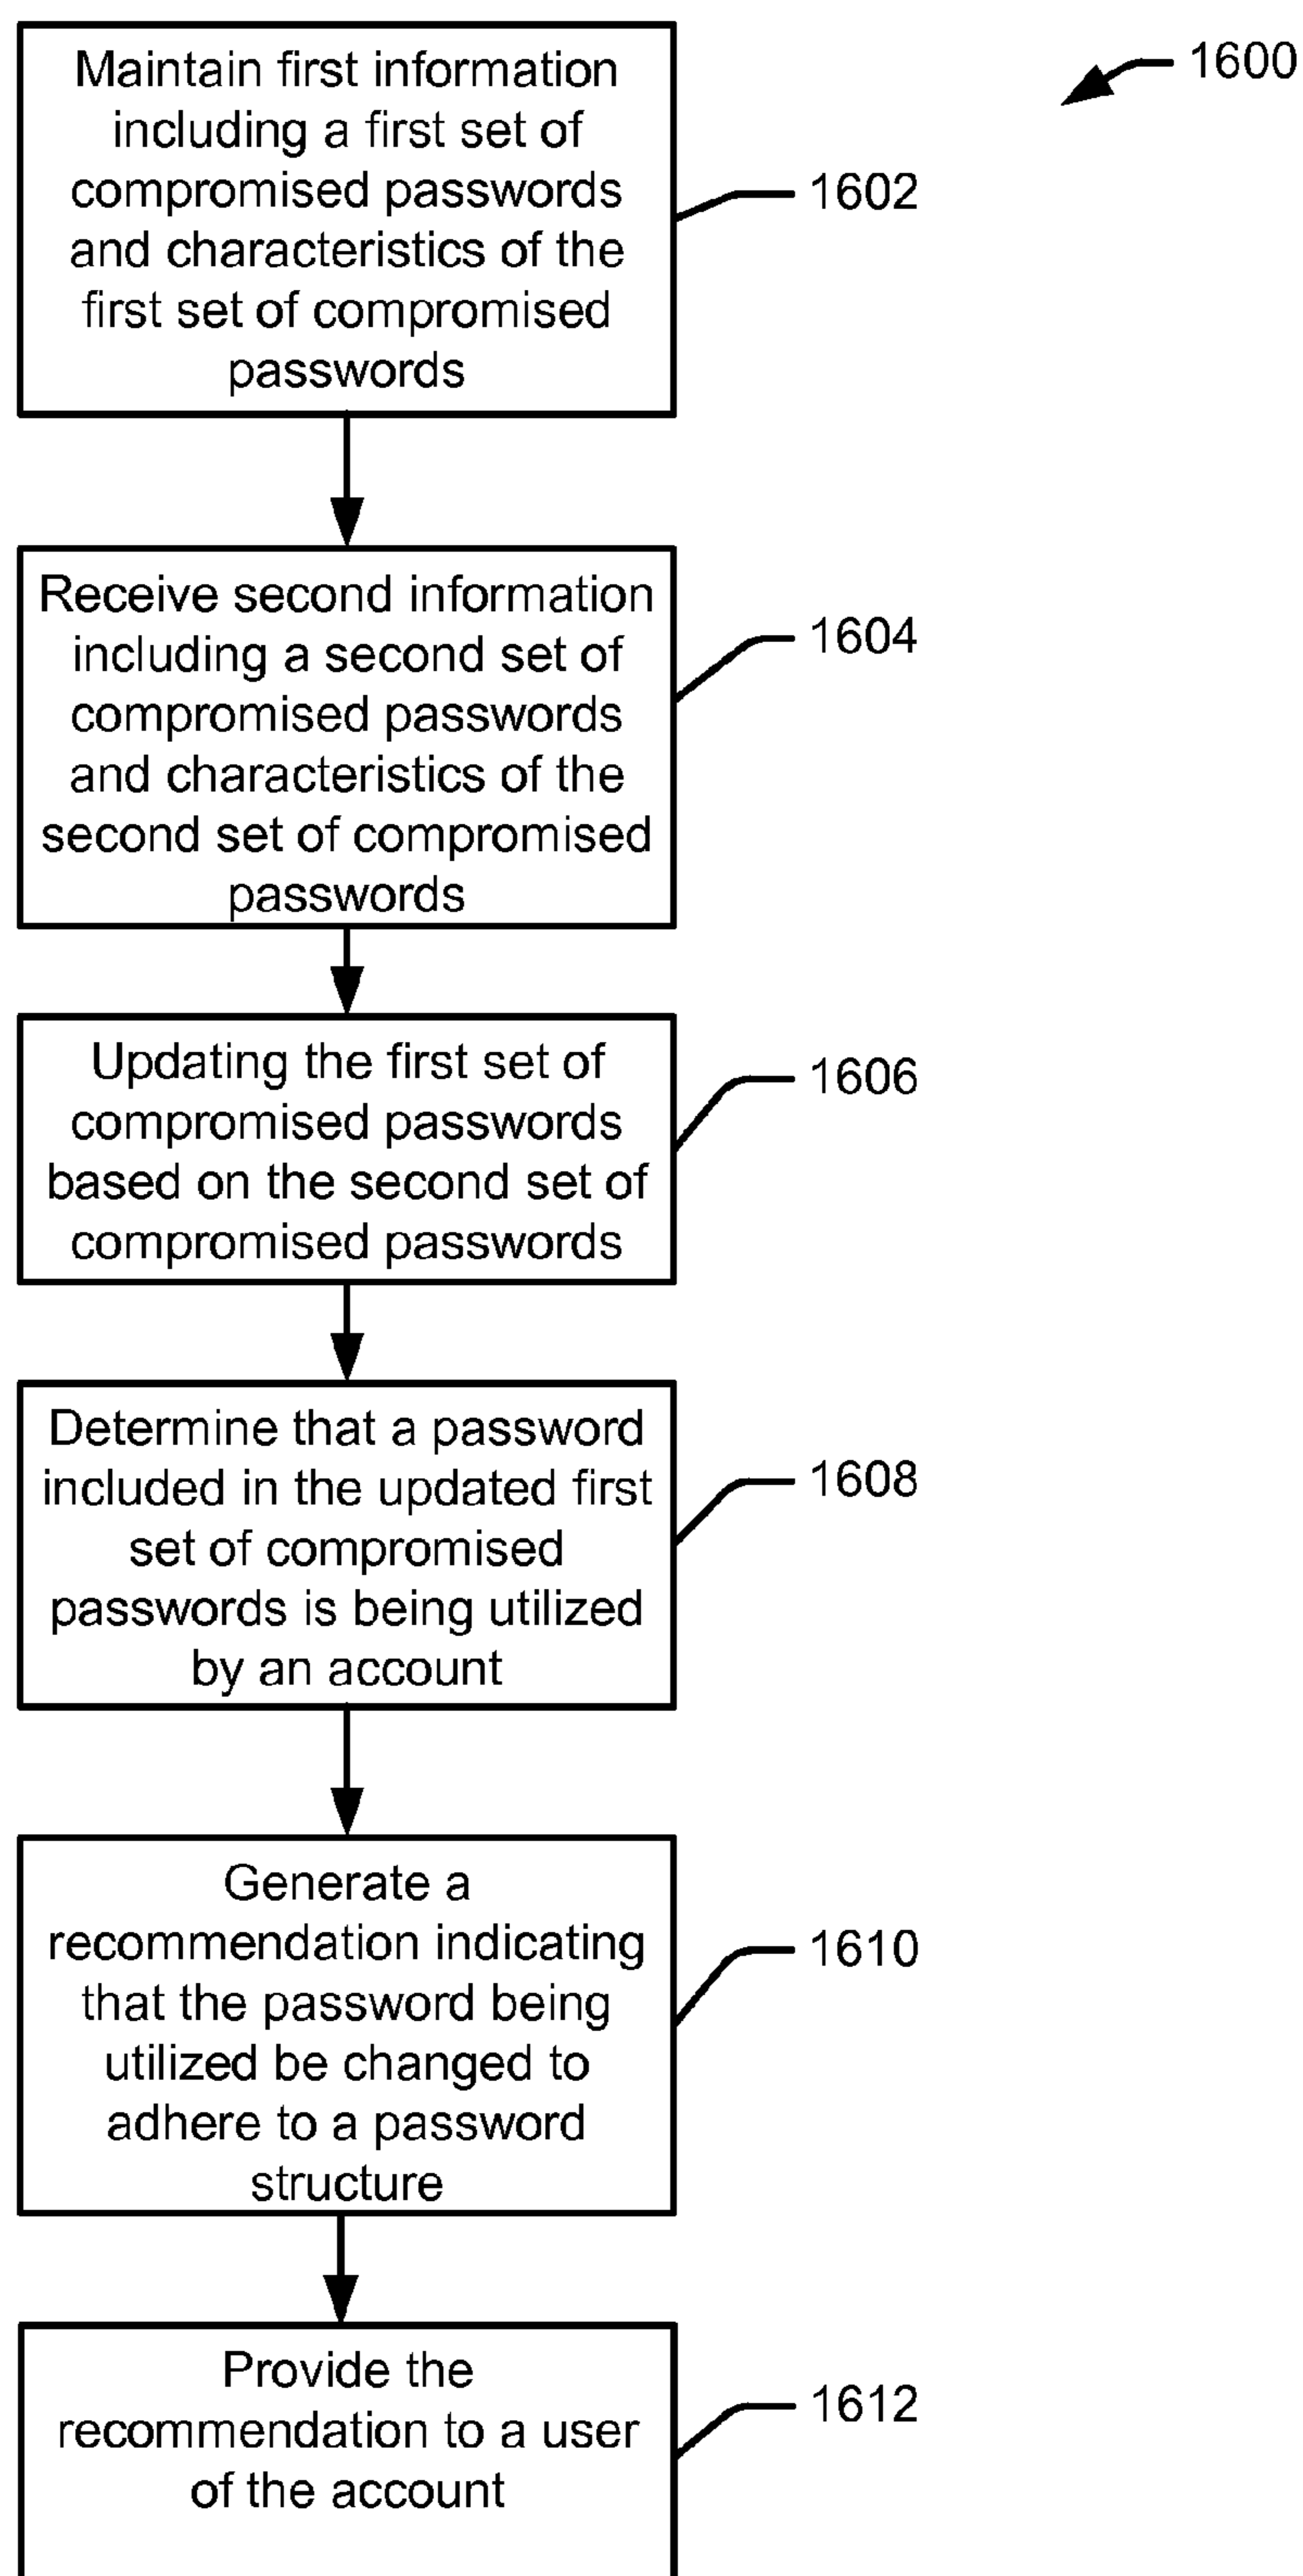 1600
Maintain first information
including a first set of
compromised passwords
and characteristics of the
first set of compromised
passwords
1602
Receive second information
including a second set of
compromised passwords
and characteristics of the
second set of compromised
passwords
1604
Updating the first set of
compromised passwords
based on the second set of
compromised passwords
1606
Determine that a password
included in the updated first
set of compromised
passwords is being utilized
by an account
1608
Generate a
recommendation indicating
that the password being
utilized be changed to
adhere to a password
structure
1610
Provide the
recommendation to a user
of the account
1612